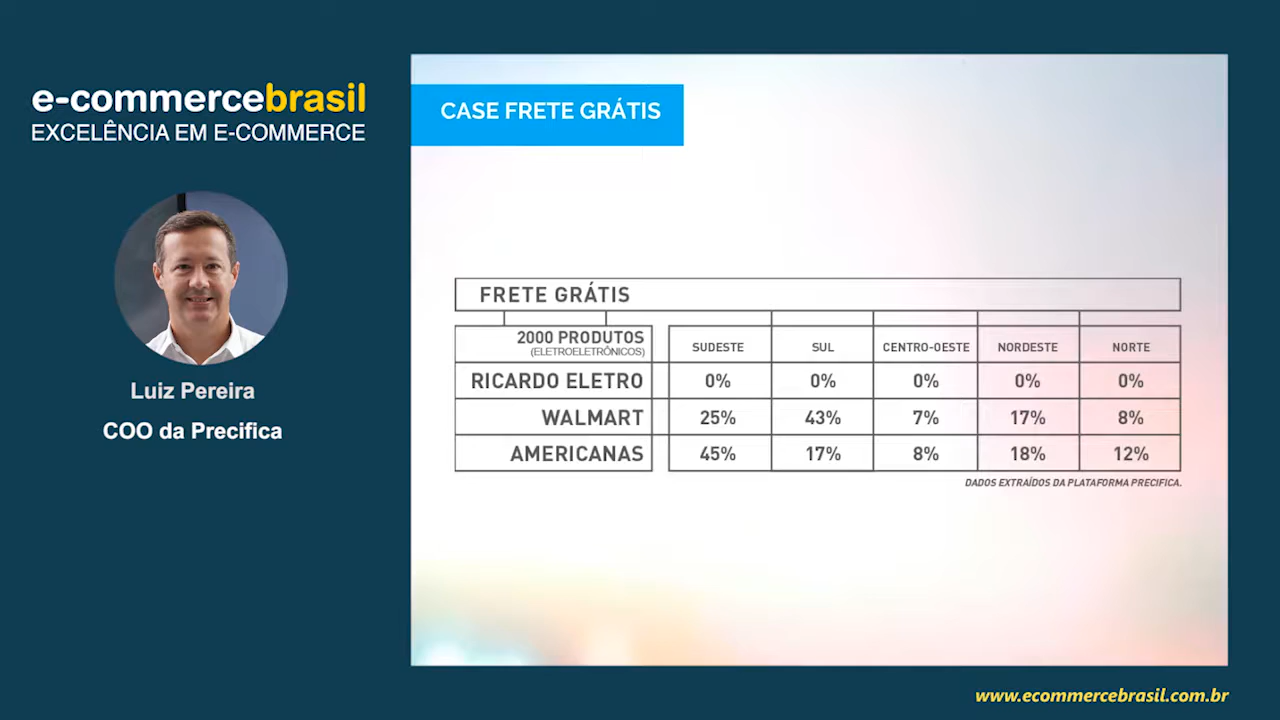 e-commercebrasil
EXCELÊNCIA EM E-COMMERCE
Luiz Pereira
COO da Precifica
CASE FRETE GRÁTIS
FRETE GRÁTIS
2000 PRODUTOS
(ELETROELETRÔNICOS)
SUDESTE SUL CENTRO-OESTE NORDESTE NORTE
RICARDO ELETRO 0% 0% 0% 0% 0%
WALMART 25% 43% 7% 17% 8%
AMERICANAS 45% 17% 8% 18% 12%
DADOS EXTRAÍDOS DA PLATAFORMA PRECIFICA.
www.ecommercebrasil.com.br